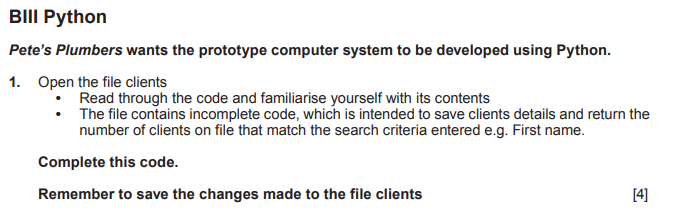 BIII Python
Pete's Plumbers wants the prototype computer system to be developed using Python.
1. Open the file clients
• Read through the code and familiarise yourself with its contents
• The file contains incomplete code, which is intended to save clients details and return the
number of clients on file that match the search criteria entered e.g. First name.
Complete this code.
Remember to save the changes made to the file clients [4]